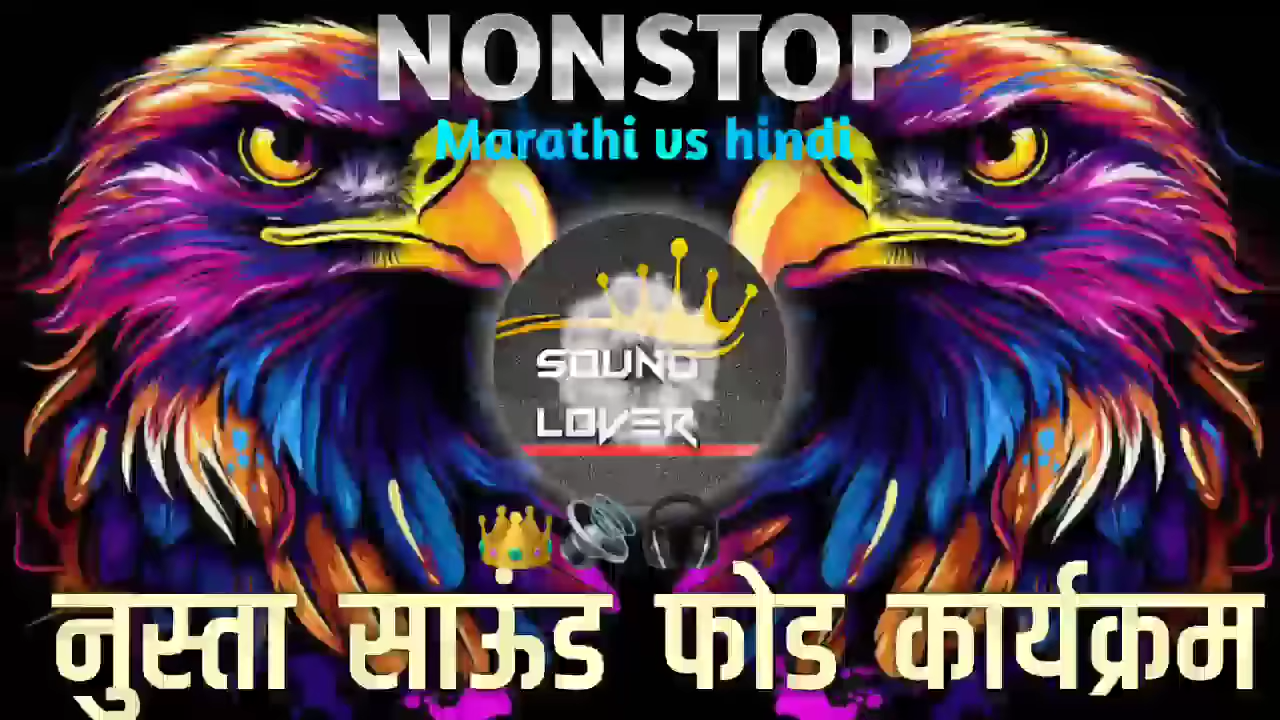 NONSTOP
Marathi vs hindi
SOUND
LOVER
नुस्ता साऊंड फोड कार्यक्रम